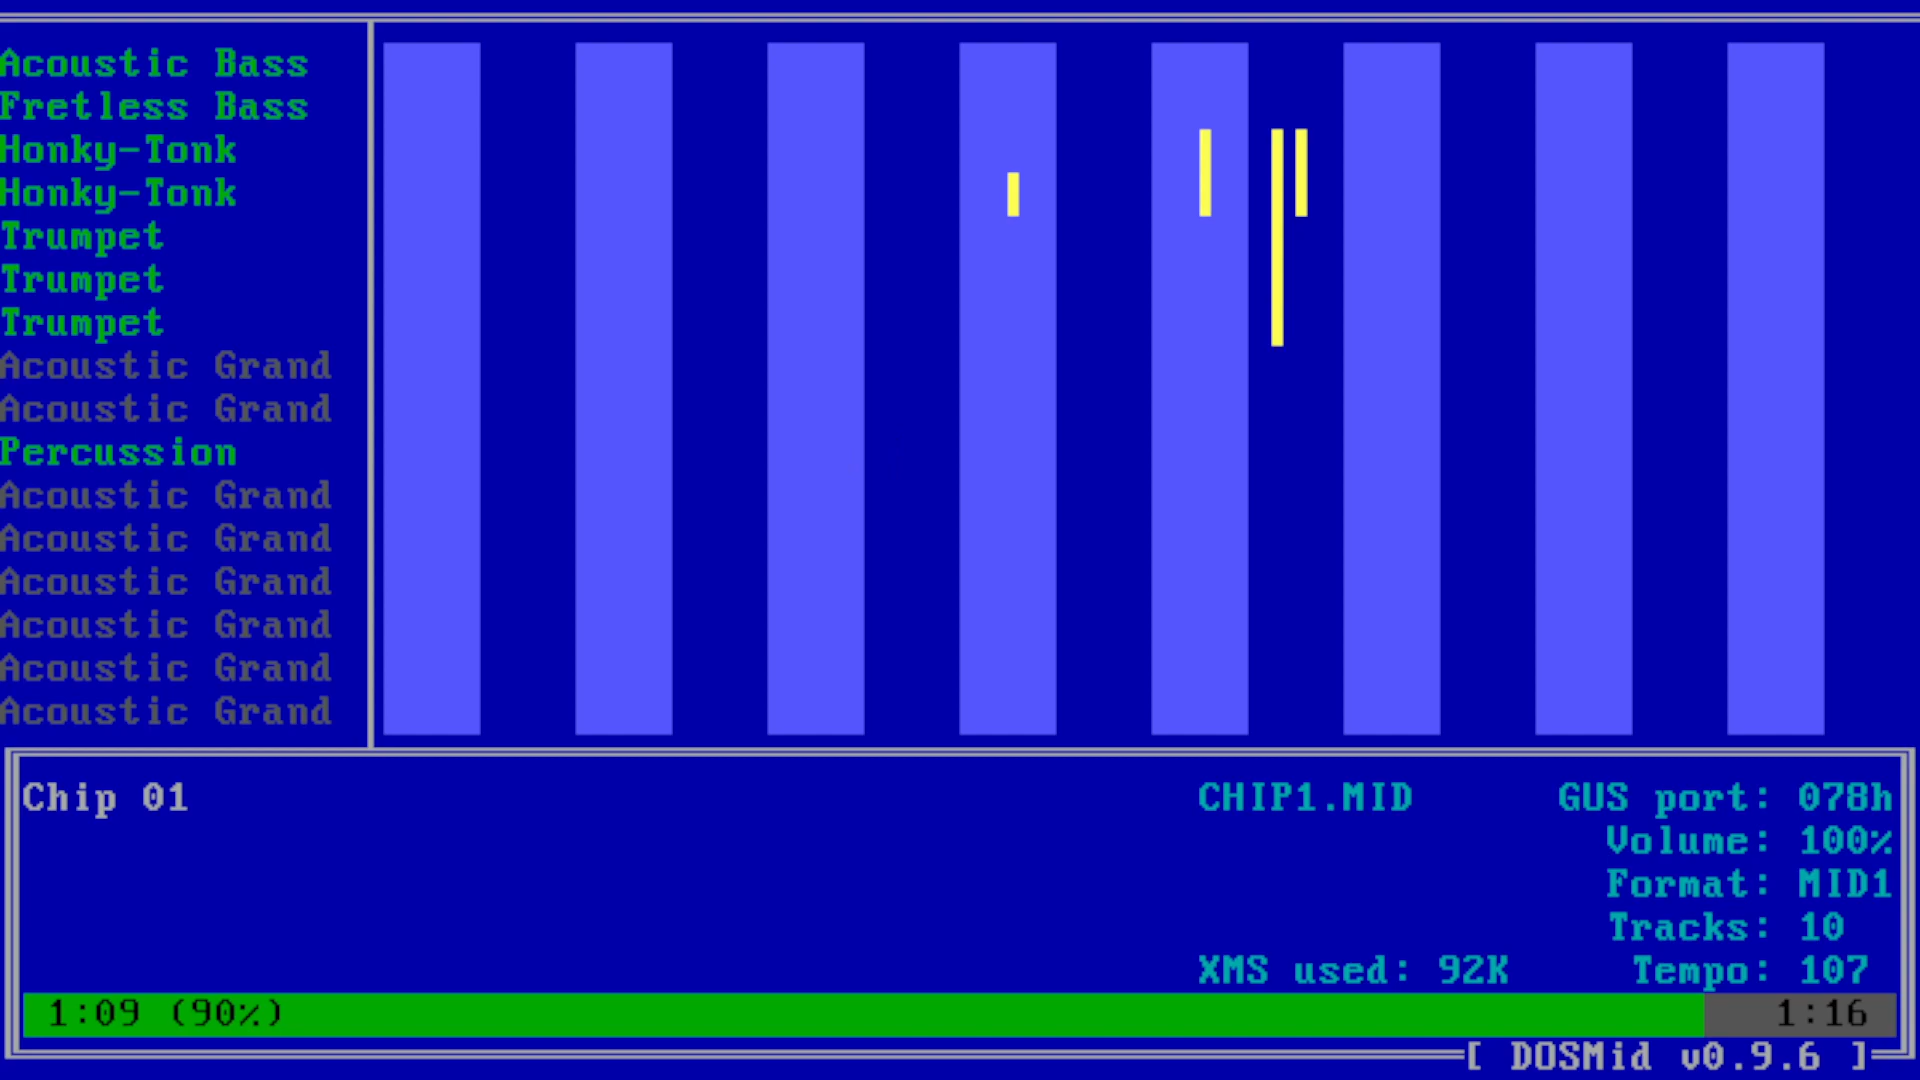 Acoustic Bass
Fretless Bass
Honky-Tonk
Honky-Tonk
Trumpet
Trumpet
Trumpet
Acoustic Grand
Acoustic Grand
Percussion
Acoustic Grand
Acoustic Grand
Acoustic Grand
Acoustic Grand
Acoustic Grand
Acoustic Grand
Chip 01 CHIP1.MID GUS port: 078h
Volume: 100%
Format: MID1
Tracks: 10
XMS used: 92K Tempo: 107
1:09 (90%) 1:16
[ DOSMid v0.9.6 ]